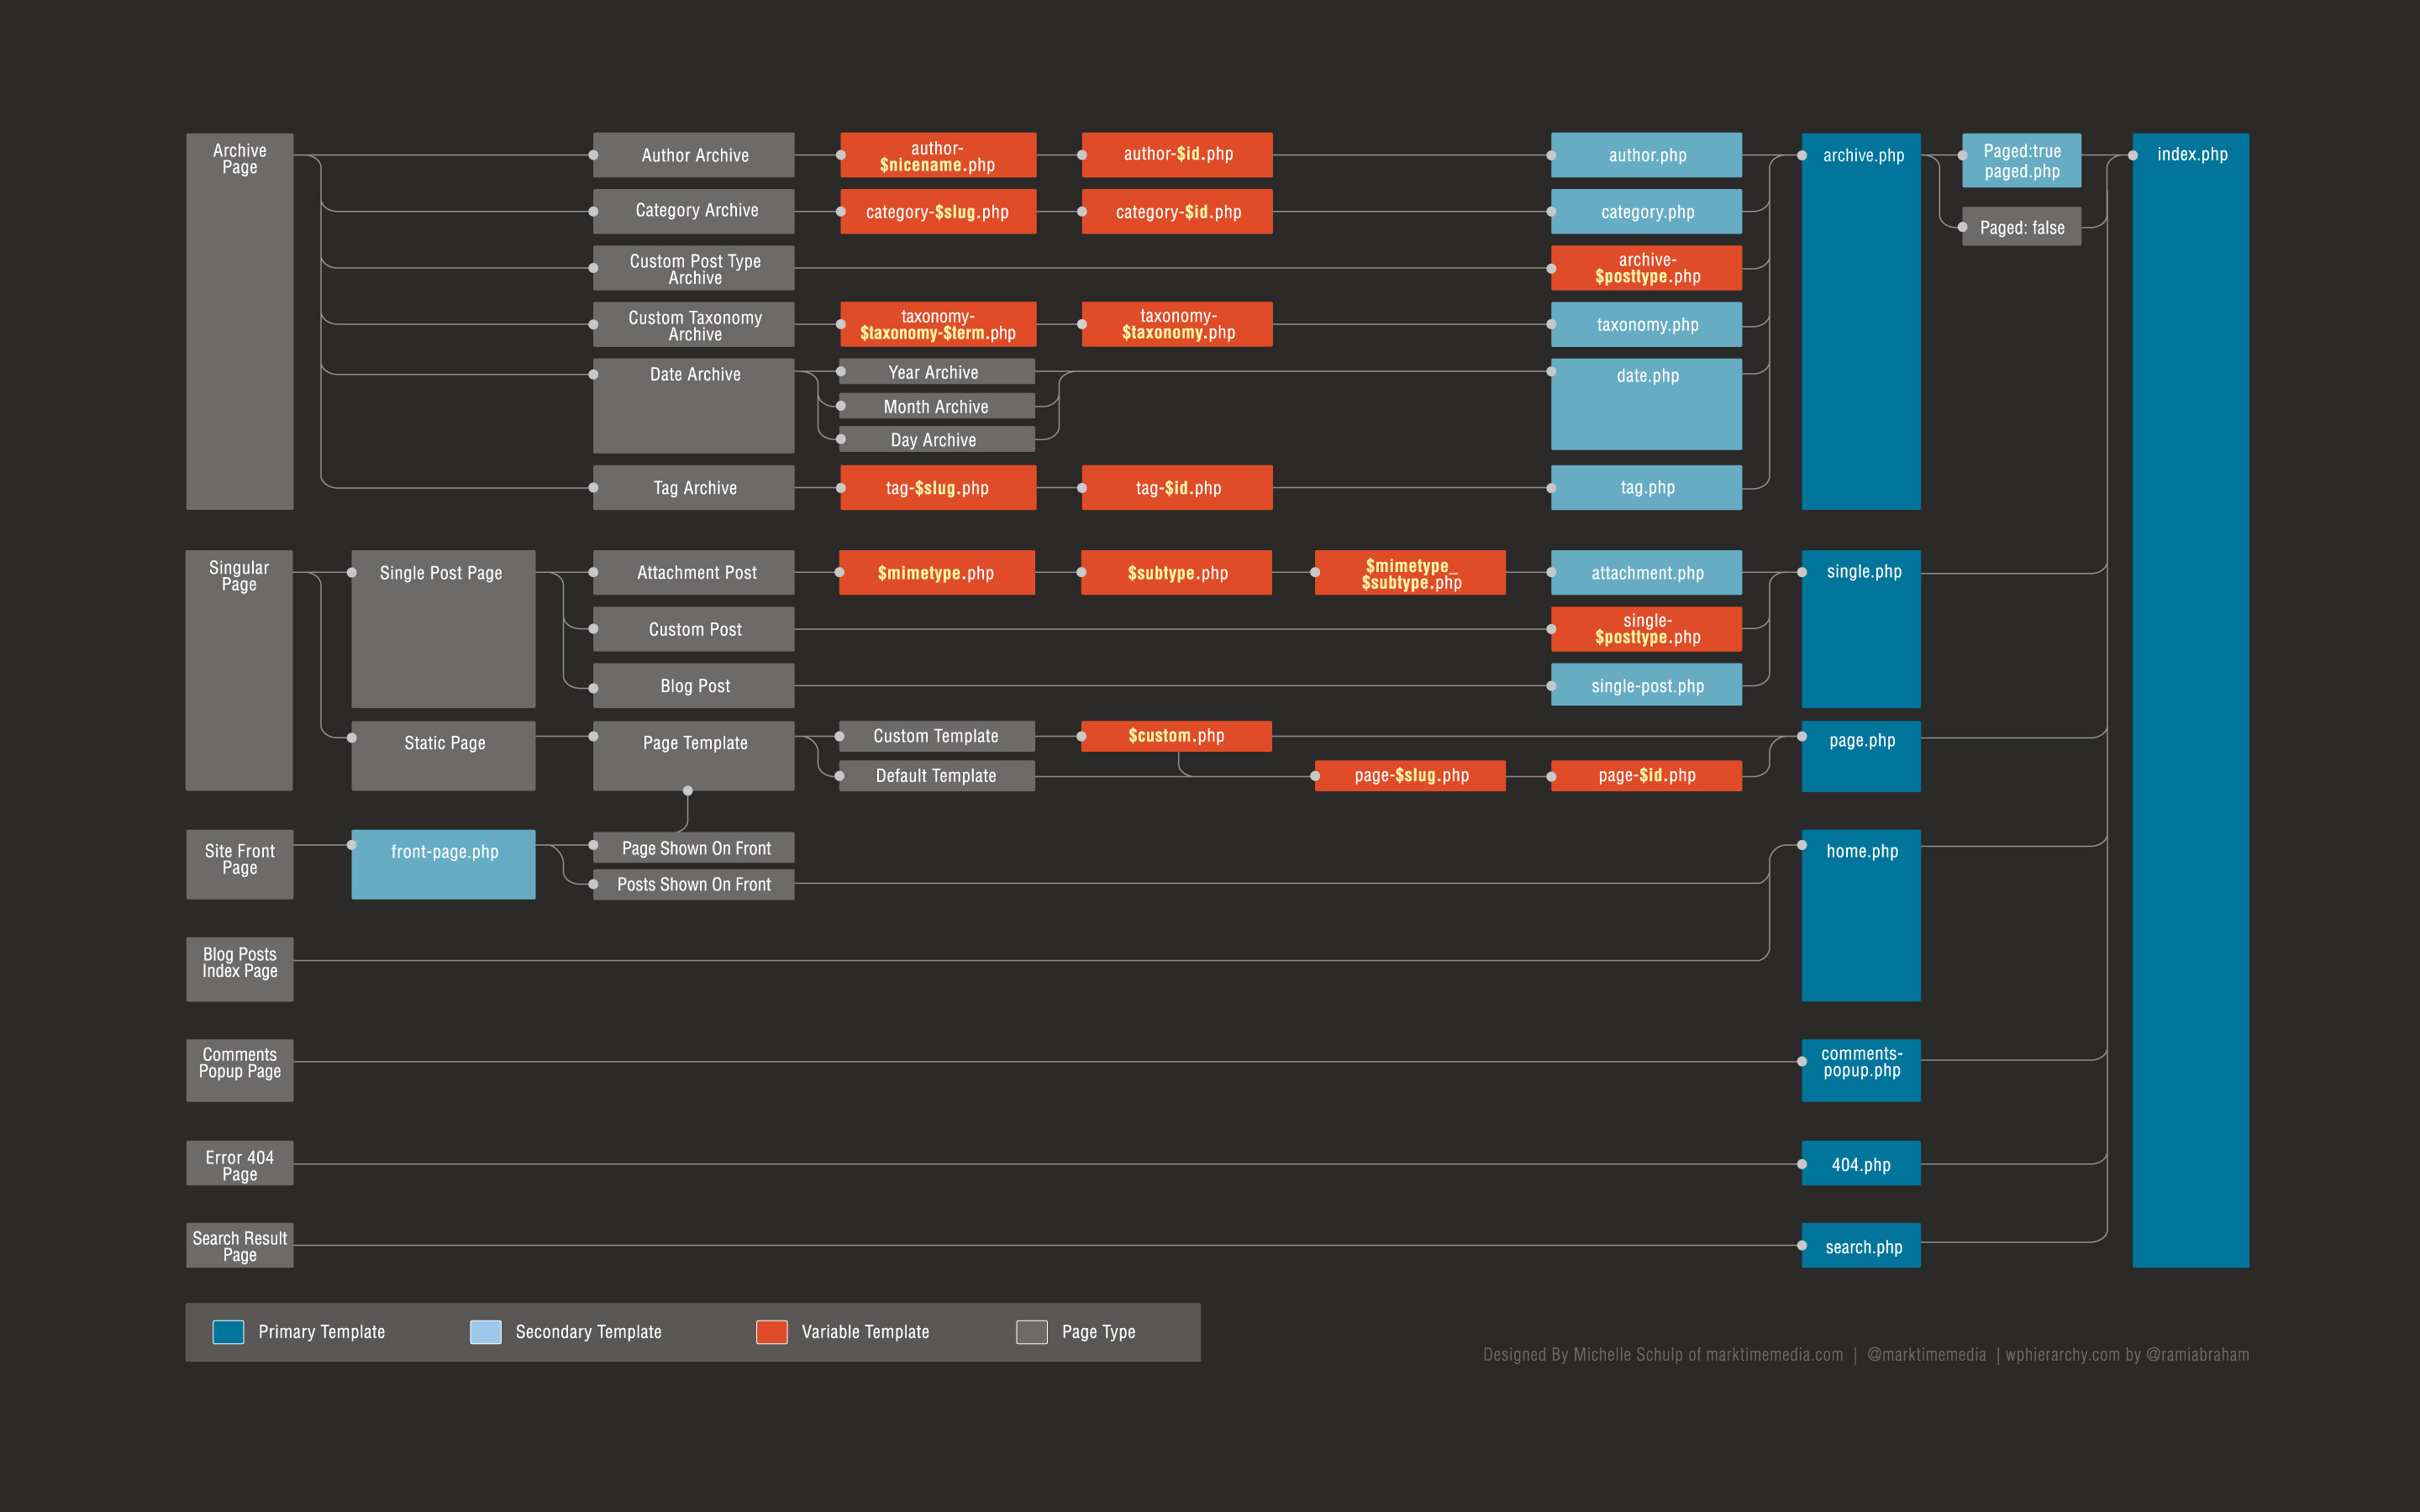 Archive
Page
Author Archive
author-
$nicename.php
author-$id.php
author.php
archive.php
Paged:true
paged.php
index.php
Category Archive
category-$slug.php
category-$id.php
category.php
Paged: false
Custom Post Type
Archive
archive-
$posttype.php
Custom Taxonomy
Archive
taxonomy-
$taxonomy-$term.php
taxonomy-
$taxonomy.php
taxonomy.php
Date Archive
Year Archive
Month Archive
Day Archive
date.php
Tag Archive
tag-$slug.php
tag-$id.php
tag.php
Singular
Page
Single Post Page
Attachment Post
$mimetype.php
$subtype.php
$mimetype_
$subtype.php
attachment.php
single.php
Custom Post
single-
$posttype.php
Blog Post
single-post.php
Static Page
Page Template
Custom Template
$custom.php
page.php
Default Template
page-$slug.php
page-$id.php
Site Front
Page
front-page.php
Page Shown On Front
Posts Shown On Front
home.php
Blog Posts
Index Page
Comments
Popup Page
comments-
popup.php
Error 404
Page
404.php
Search Result
Page
search.php
Primary Template
Secondary Template
Variable Template
Page Type
Designed By Michelle Schulp of marktimemedia.com | @marktimemedia | wphierarchy.com by @ramiabraham